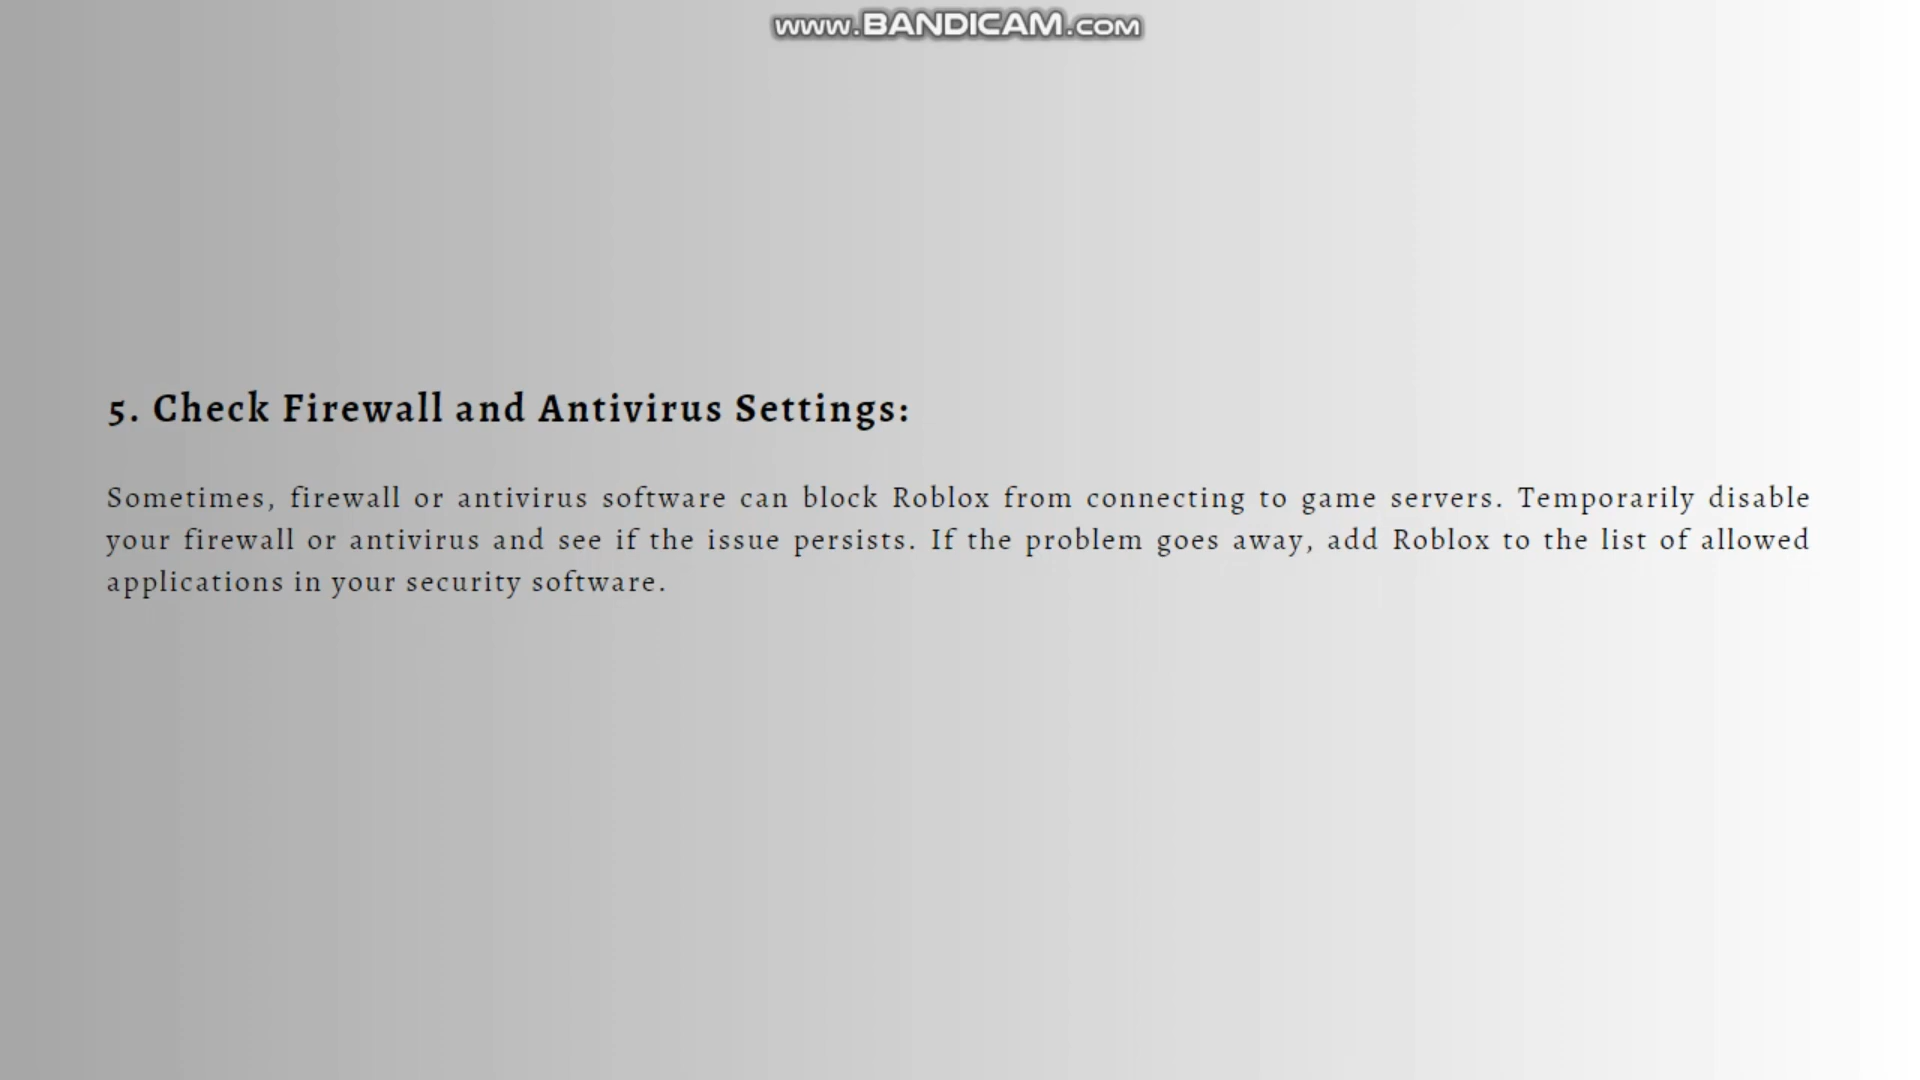 www.BANDICAM.com
5. Check Firewall and Antivirus Settings:
Sometimes, firewall or antivirus software can block Roblox from connecting to game servers. Temporarily disable
your firewall or antivirus and see if the issue persists. If the problem goes away, add Roblox to the list of allowed
applications in your security software.